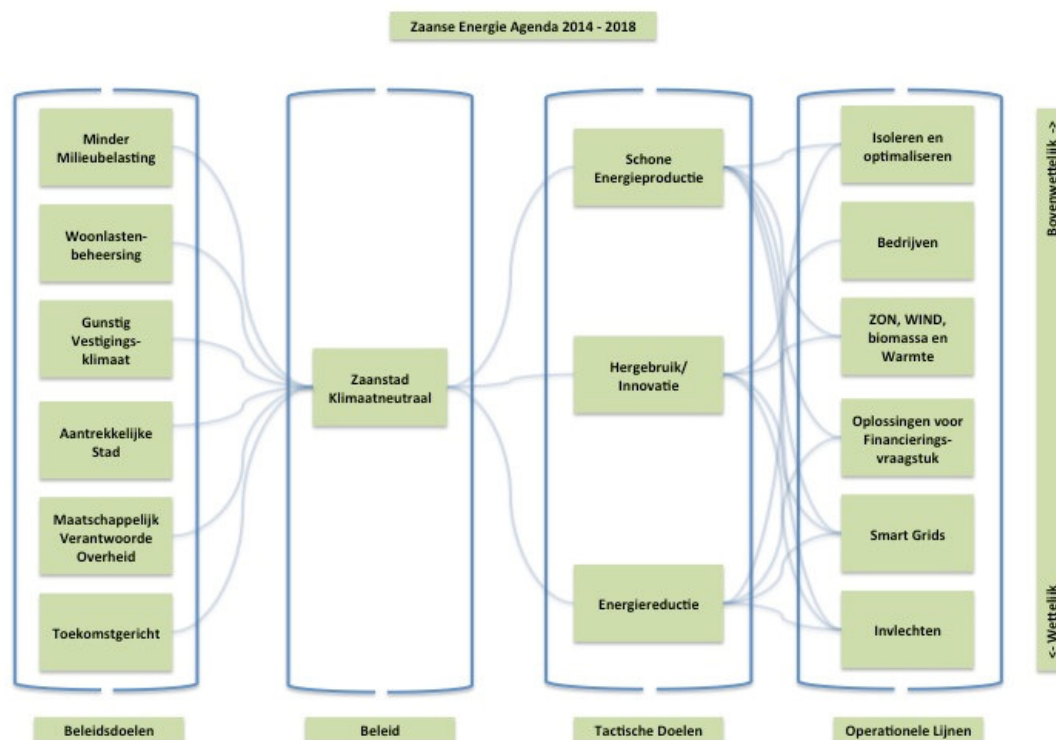 Zaanse Energie Agenda 2014 - 2018
Minder
Milieubelasting
Woonlasten-
beheersing
Gunstig
Vestigings-
klimaat
Aantrekkelijke
Stad
Maatschappelijk
Verantwoorde
Overheid
Toekomstgericht
Zaanstad
Klimaatneutraal
Schone
Energieproductie
Hergebruik/
Innovatie
Energiereductie
Isoleren en
optimaliseren
Bedrijven
ZON, WIND,
biomassa en
Warmte
Oplossingen voor
Financierings-
vraagstuk
Smart Grids
Invlechten
<- Wettelijk
Bovenwettelijk ->
Beleidsdoelen
Beleid
Tactische Doelen
Operationele Lijnen